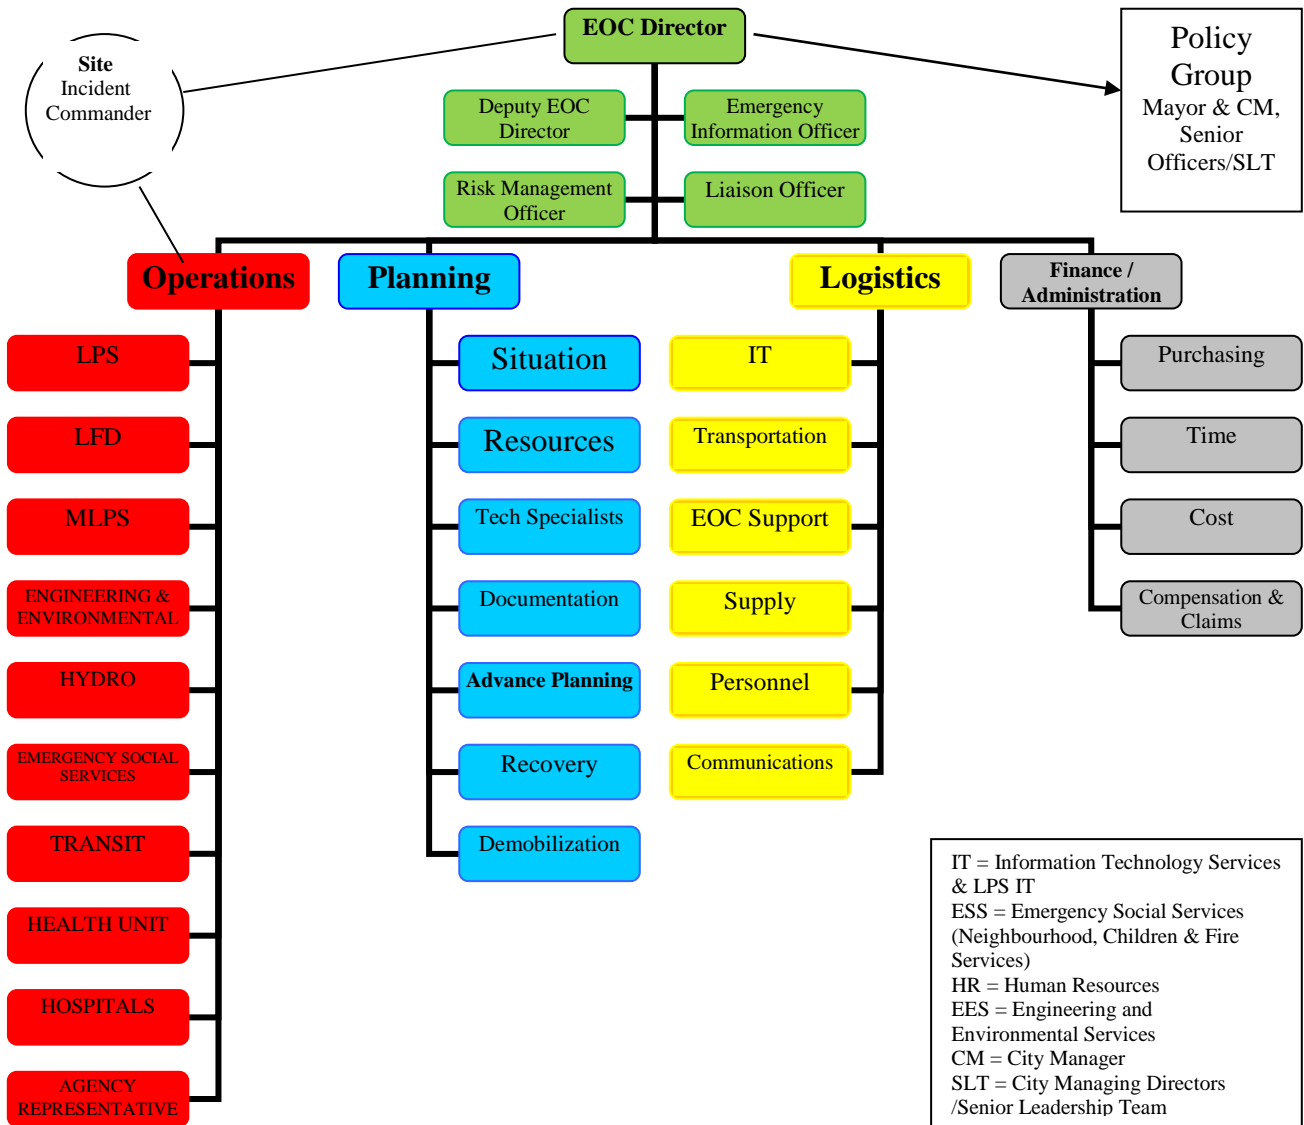 EOC Director
Site
Incident
Commander
Policy
Group
Mayor & CM,
Senior
Officers/SLT
Deputy EOC
Director
Emergency
Information Officer
Risk Management
Officer
Liaison Officer
Operations
Planning
Logistics
Finance /
Administration
LPS
LFD
MLPS
ENGINEERING &
ENVIRONMENTAL
HYDRO
EMERGENCY SOCIAL
SERVICES
TRANSIT
HEALTH UNIT
HOSPITALS
AGENCY
REPRESENTATIVE
Situation
Resources
Tech Specialists
Documentation
Advance Planning
Recovery
Demobilization
IT
Transportation
EOC Support
Supply
Personnel
Communications
Purchasing
Time
Cost
Compensation &
Claims
IT = Information Technology Services
& LPS IT
ESS = Emergency Social Services
(Neighbourhood, Children & Fire
Services)
HR = Human Resources
EES = Engineering and
Environmental Services
CM = City Manager
SLT = City Managing Directors
/Senior Leadership Team